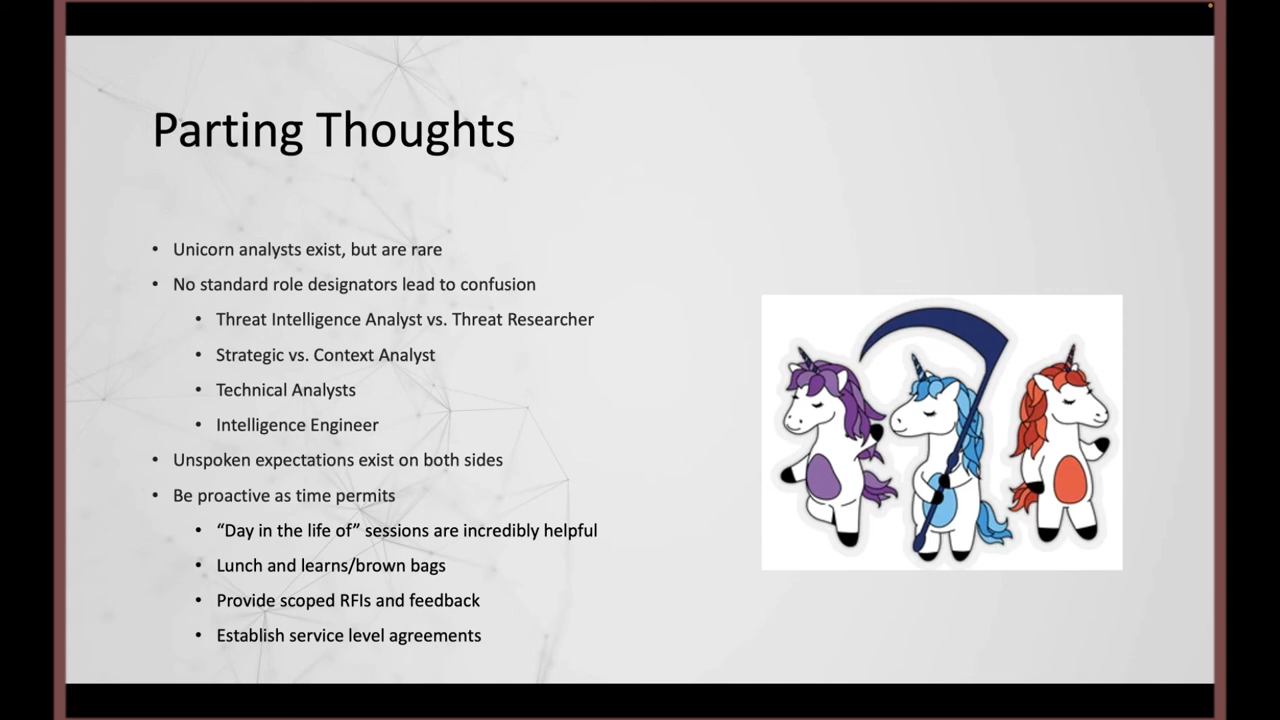 Parting Thoughts
• Unicorn analysts exist, but are rare
• No standard role designators lead to confusion
• Threat Intelligence Analyst vs. Threat Researcher
• Strategic vs. Context Analyst
• Technical Analysts
• Intelligence Engineer
• Unspoken expectations exist on both sides
• Be proactive as time permits
• “Day in the life of” sessions are incredibly helpful
• Lunch and learns/brown bags
• Provide scoped RFIs and feedback
• Establish service level agreements